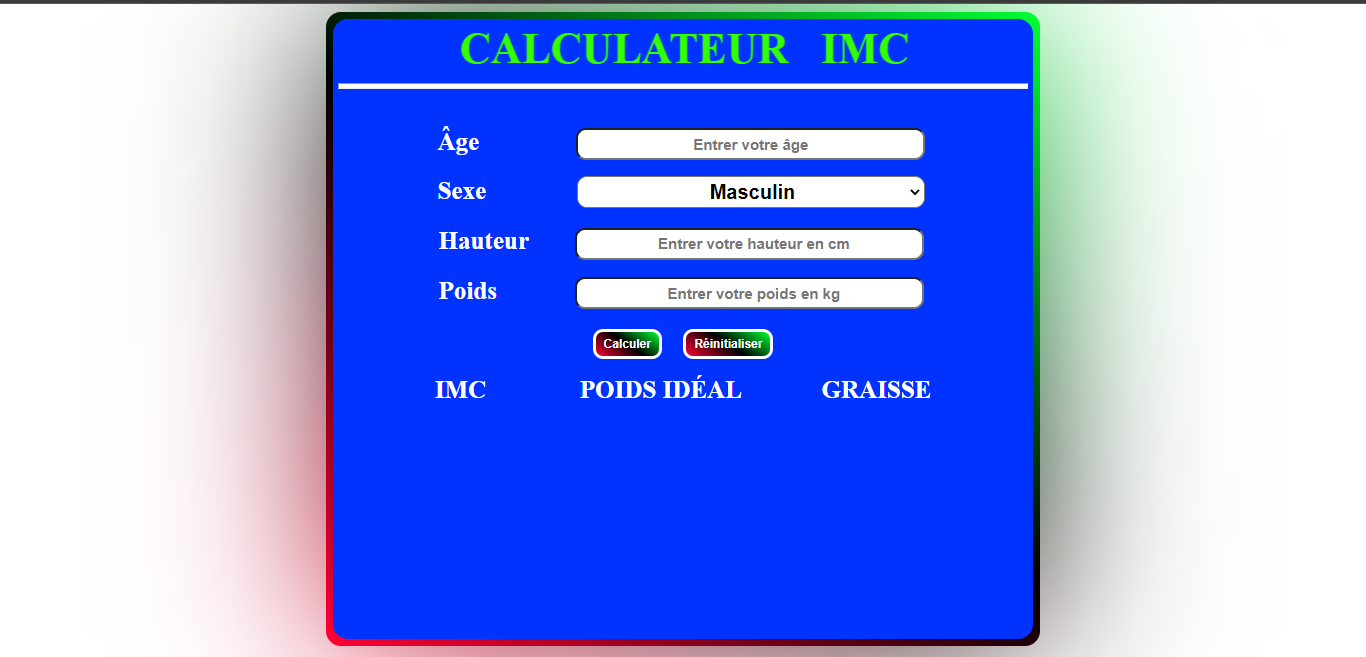 CALCULATEUR IMC
Âge
Entrer votre âge
Sexe
Masculin
Hauteur
Entrer votre hauteur en cm
Poids
Entrer votre poids en kg
Calculer Réinitialiser
IMC POIDS IDÉAL GRAISSE